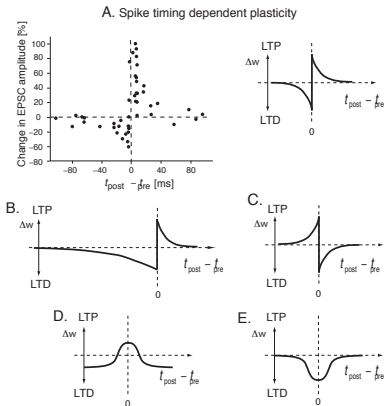 A. Spike timing dependent plasticity
Change in EPSC amplitude [%]
100
80
60
40
20
0
−20
−40
−60
−80
−80
−40
0
40
80
t_post − t_pre [ms]
LTP
Δw
LTD
0
t_post − t_pre
B.
LTP
Δw
LTD
0
t_post − t_pre
C.
LTP
Δw
LTD
0
t_post − t_pre
D.
LTP
Δw
LTD
0
t_post − t_pre
E.
LTP
Δw
LTD
0
t_post − t_pre